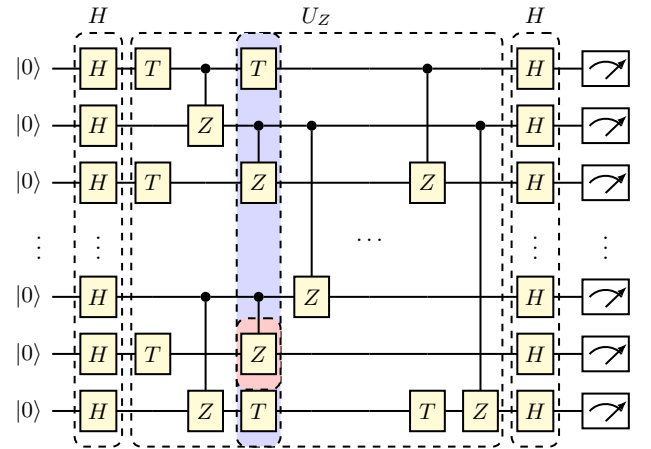 H U_Z H
|0⟩ H T T H
|0⟩ H Z H
|0⟩ H T Z Z H
⋮ ⋮ ⋯ ⋮ ⋮
|0⟩ H Z H
|0⟩ H T Z H
|0⟩ H Z T T Z H